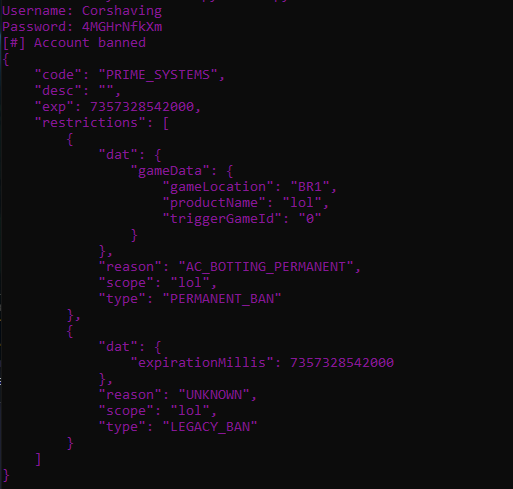 Username: Corshaving
Password: 4MGHrNfkXm
[#] Account banned
{
    "code": "PRIME_SYSTEMS",
    "desc": "",
    "exp": 7357328542000,
    "restrictions": [
        {
            "dat": {
                "gameData": {
                    "gameLocation": "BR1",
                    "productName": "lol",
                    "triggerGameId": "0"
                }
            },
            "reason": "AC_BOTTING_PERMANENT",
            "scope": "lol",
            "type": "PERMANENT_BAN"
        },
        {
            "dat": {
                "expirationMillis": 7357328542000
            },
            "reason": "UNKNOWN",
            "scope": "lol",
            "type": "LEGACY_BAN"
        }
    ]
}